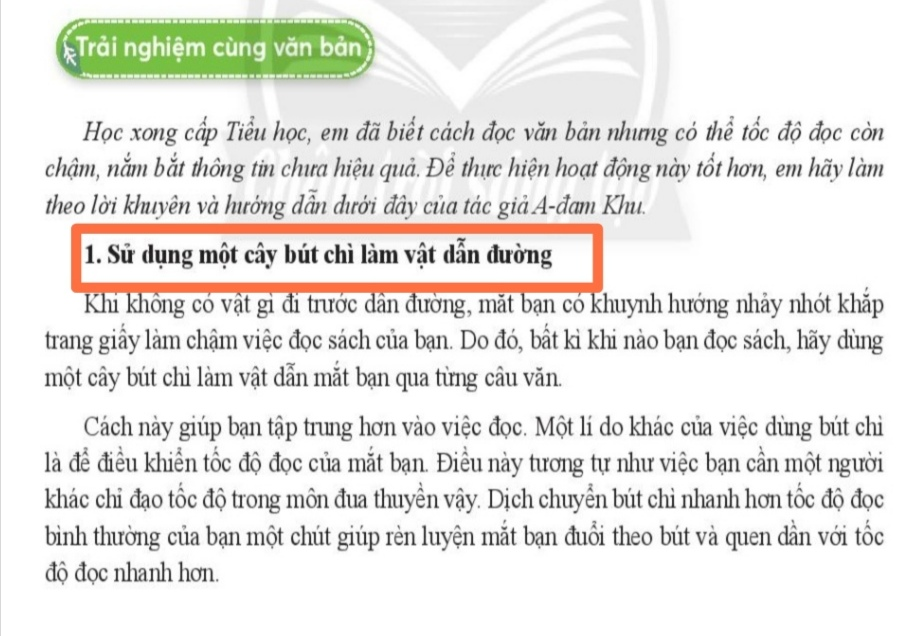 Trải nghiệm cùng văn bản
Học xong cấp Tiểu học, em đã biết cách đọc văn bản nhưng có thể tốc độ đọc còn
chậm, nắm bắt thông tin chưa hiệu quả. Để thực hiện hoạt động này tốt hơn, em hãy làm
theo lời khuyên và hướng dẫn dưới đây của tác giả A-đam Khu.
1. Sử dụng một cây bút chì làm vật dẫn đường
Khi không có vật gì đi trước dẫn đường, mắt bạn có khuynh hướng nhảy nhót khắp
trang giấy làm chậm việc đọc sách của bạn. Do đó, bất kì khi nào bạn đọc sách, hãy dùng
một cây bút chì làm vật dẫn mắt bạn qua từng câu văn.
Cách này giúp bạn tập trung hơn vào việc đọc. Một lí do khác của việc dùng bút chì
là để điều khiển tốc độ đọc của mắt bạn. Điều này tương tự như việc bạn cần một người
khác chỉ đạo tốc độ trong môn đua thuyền vậy. Dịch chuyển bút chì nhanh hơn tốc độ đọc
bình thường của bạn một chút giúp rèn luyện mắt bạn đuổi theo bút và quen dần với tốc
độ đọc nhanh hơn.